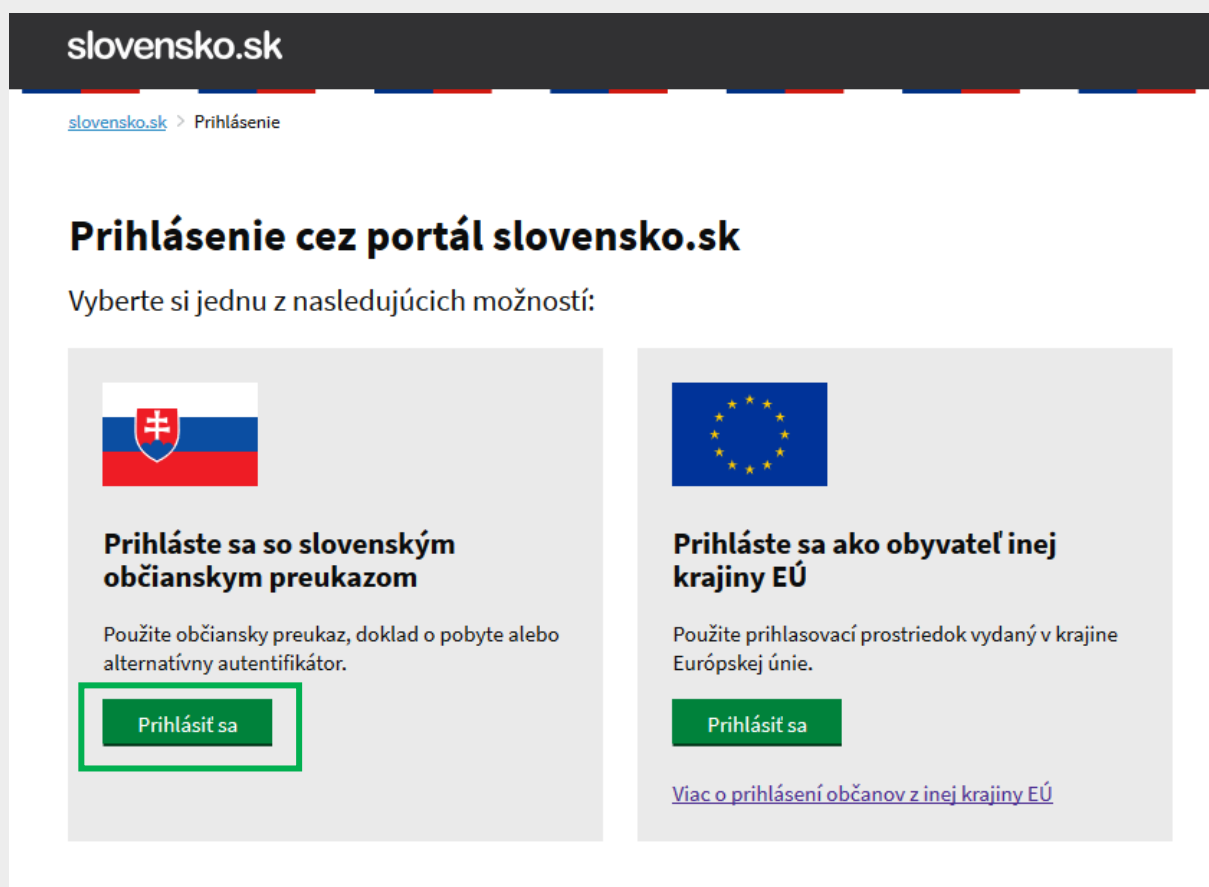 slovensko.sk
slovensko.sk > Prihlásenie
Prihlásenie cez portál slovensko.sk
Vyberte si jednu z nasledujúcich možností:
Prihláste sa so slovenským
občianskym preukazom
Použite občiansky preukaz, doklad o pobyte alebo
alternatívny autentifikátor.
Prihlásiť sa
Prihláste sa ako obyvateľ inej
krajiny EÚ
Použite prihlasovací prostriedok vydaný v krajine
Európskej únie.
Prihlásiť sa
Viac o prihlásení občanov z inej krajiny EÚ